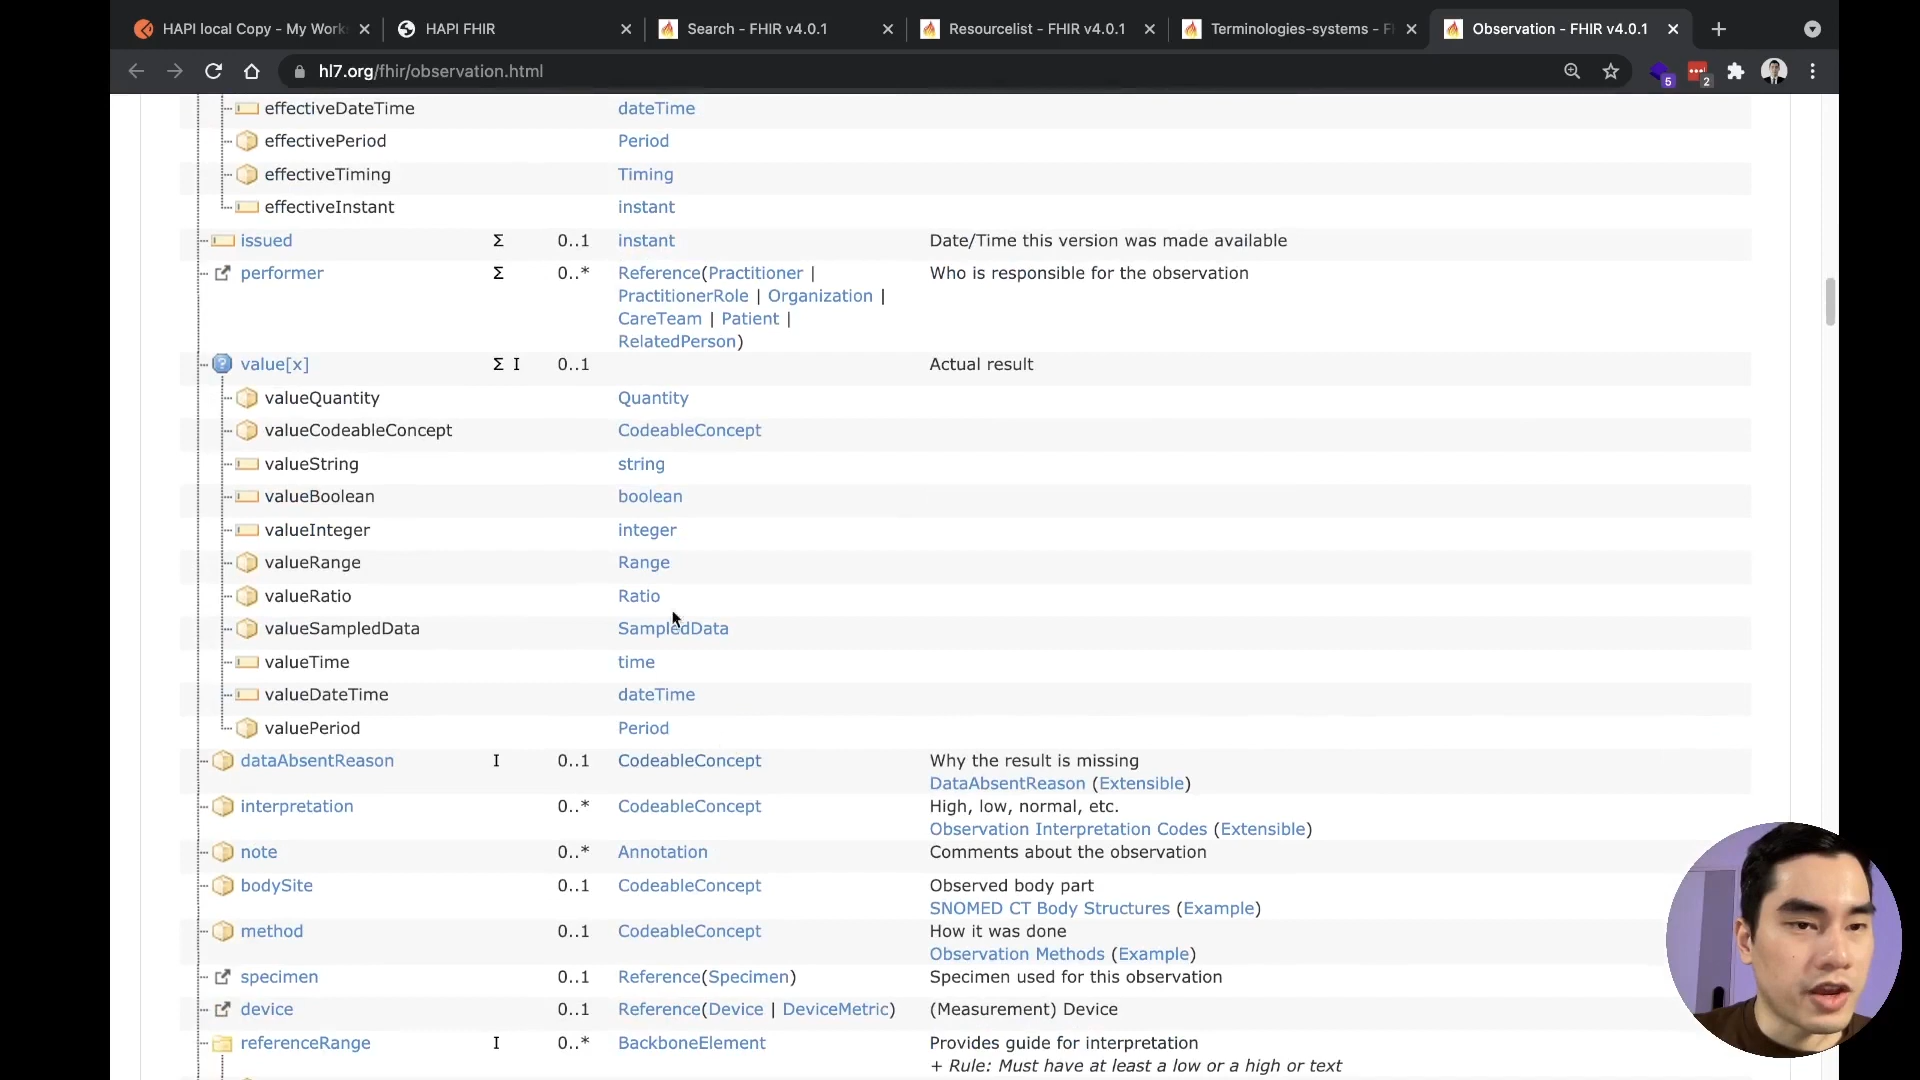 HAPI local Copy - My Work
HAPI FHIR
Search - FHIR v4.0.1
Resourcelist - FHIR v4.0.1
Terminologies-systems - F
Observation - FHIR v4.0.1
hl7.org/fhir/observation.html
5
2
effectiveDateTime dateTime
effectivePeriod Period
effectiveTiming Timing
effectiveInstant instant
issued Σ 0..1 instant Date/Time this version was made available
performer Σ 0..* Reference(Practitioner | Who is responsible for the observation
PractitionerRole | Organization |
CareTeam | Patient |
RelatedPerson)
value[x] Σ I 0..1 Actual result
valueQuantity Quantity
valueCodeableConcept CodeableConcept
valueString string
valueBoolean boolean
valueInteger integer
valueRange Range
valueRatio Ratio
valueSampledData SampledData
valueTime time
valueDateTime dateTime
valuePeriod Period
dataAbsentReason I 0..1 CodeableConcept Why the result is missing
DataAbsentReason (Extensible)
interpretation 0..* CodeableConcept High, low, normal, etc.
Observation Interpretation Codes (Extensible)
note 0..* Annotation Comments about the observation
bodySite 0..1 CodeableConcept Observed body part
SNOMED CT Body Structures (Example)
method 0..1 CodeableConcept How it was done
Observation Methods (Example)
specimen 0..1 Reference(Specimen) Specimen used for this observation
device 0..1 Reference(Device | DeviceMetric) (Measurement) Device
referenceRange I 0..* BackboneElement Provides guide for interpretation
+ Rule: Must have at least a low or a high or text